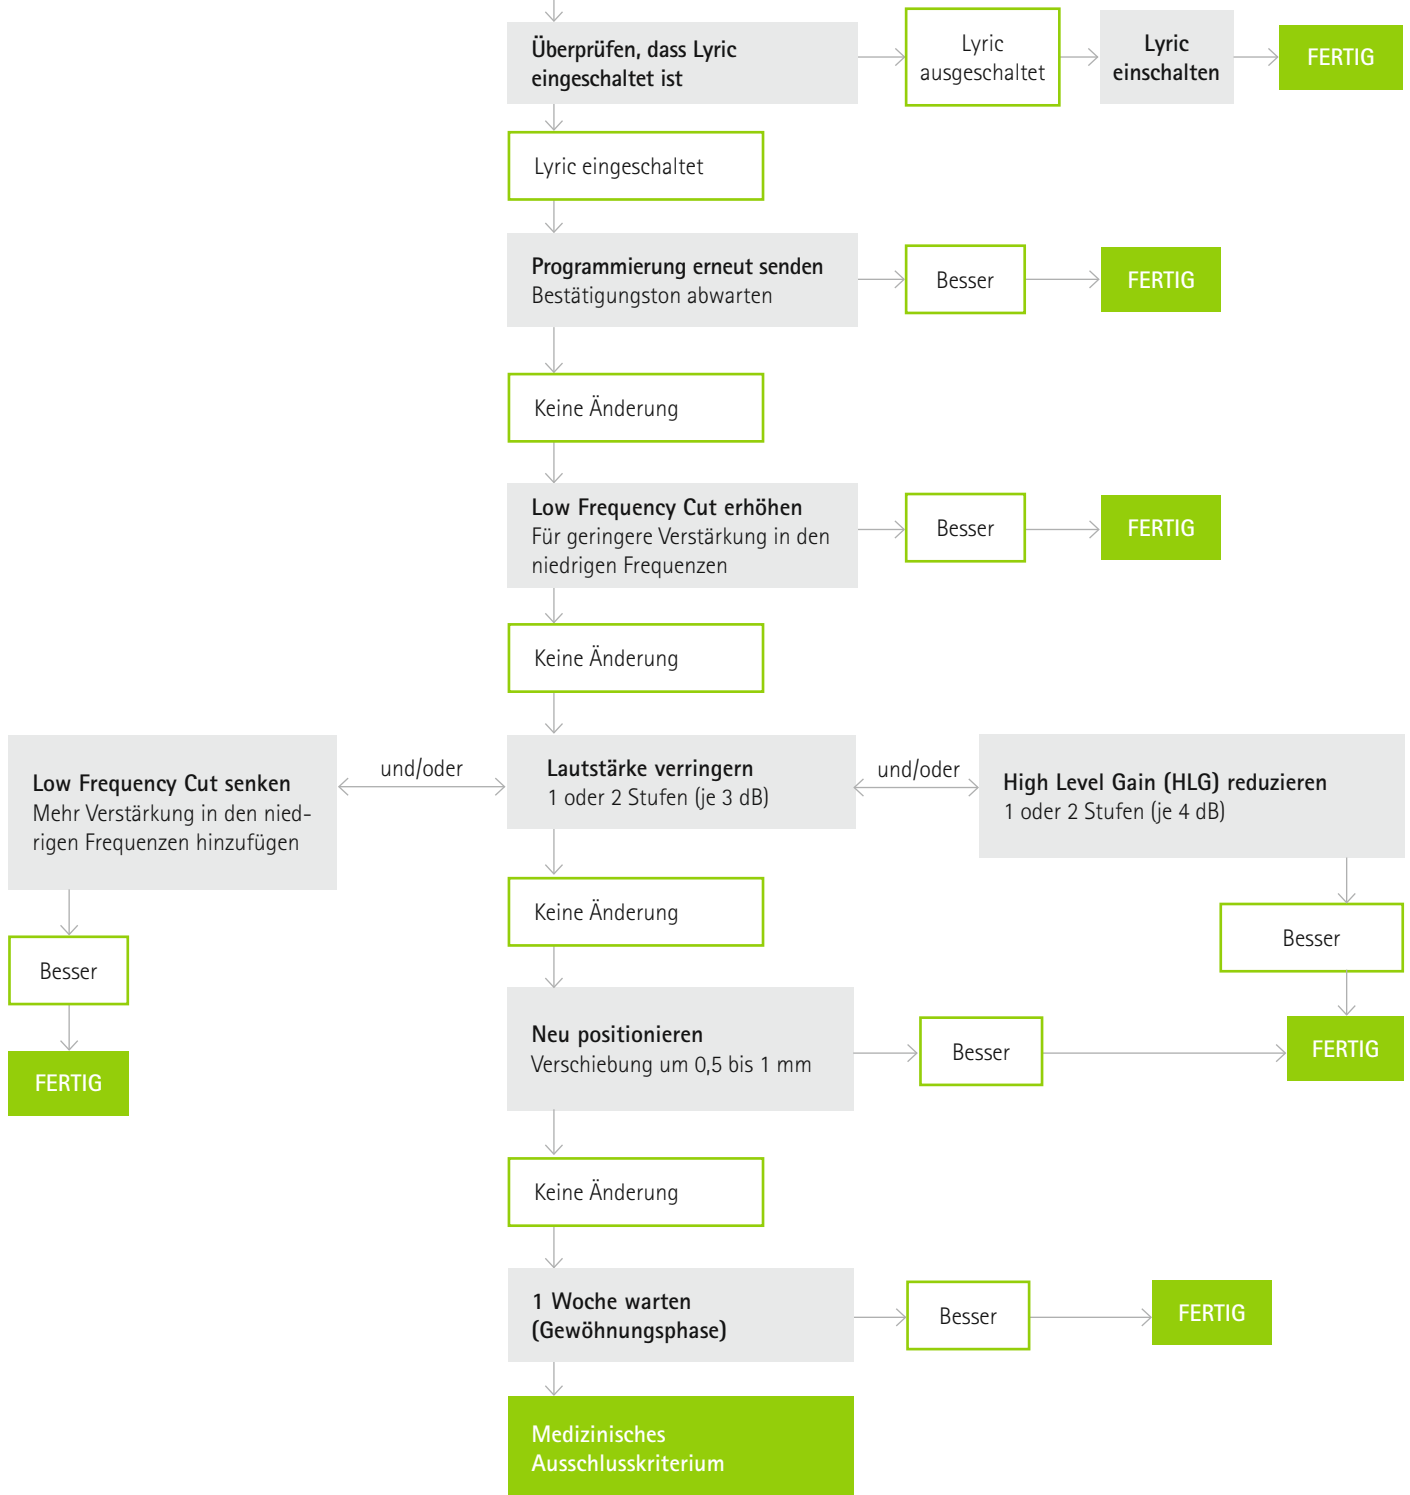 Überprüfen, dass Lyric
eingeschaltet ist
Lyric
ausgeschaltet
Lyric
einschalten
FERTIG
Lyric eingeschaltet
Programmierung erneut senden
Bestätigungston abwarten
Besser
FERTIG
Keine Änderung
Low Frequency Cut erhöhen
Für geringere Verstärkung in den
niedrigen Frequenzen
Besser
FERTIG
Keine Änderung
Low Frequency Cut senken
Mehr Verstärkung in den nied-
rigen Frequenzen hinzufügen
und/oder
Lautstärke verringern
1 oder 2 Stufen (je 3 dB)
und/oder
High Level Gain (HLG) reduzieren
1 oder 2 Stufen (je 4 dB)
Keine Änderung
Besser
Besser
FERTIG
Neu positionieren
Verschiebung um 0,5 bis 1 mm
Besser
FERTIG
Keine Änderung
1 Woche warten
(Gewöhnungsphase)
Besser
FERTIG
Medizinisches
Ausschlusskriterium